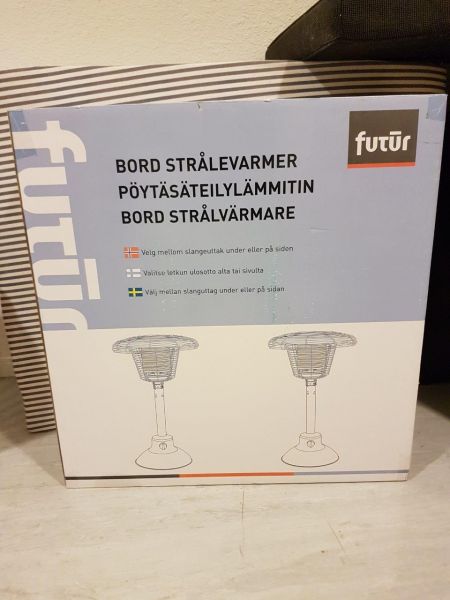 futūr
futūr
BORD STRÅLEVARMER
PÖYTÄSÄTEILYLÄMMITIN
BORD STRÅLVÄRMARE
Velg mellom slangeuttak under eller på siden
Valitse letkun ulosotto alta tai sivulta
Välj mellan slanguttag under eller på sidan